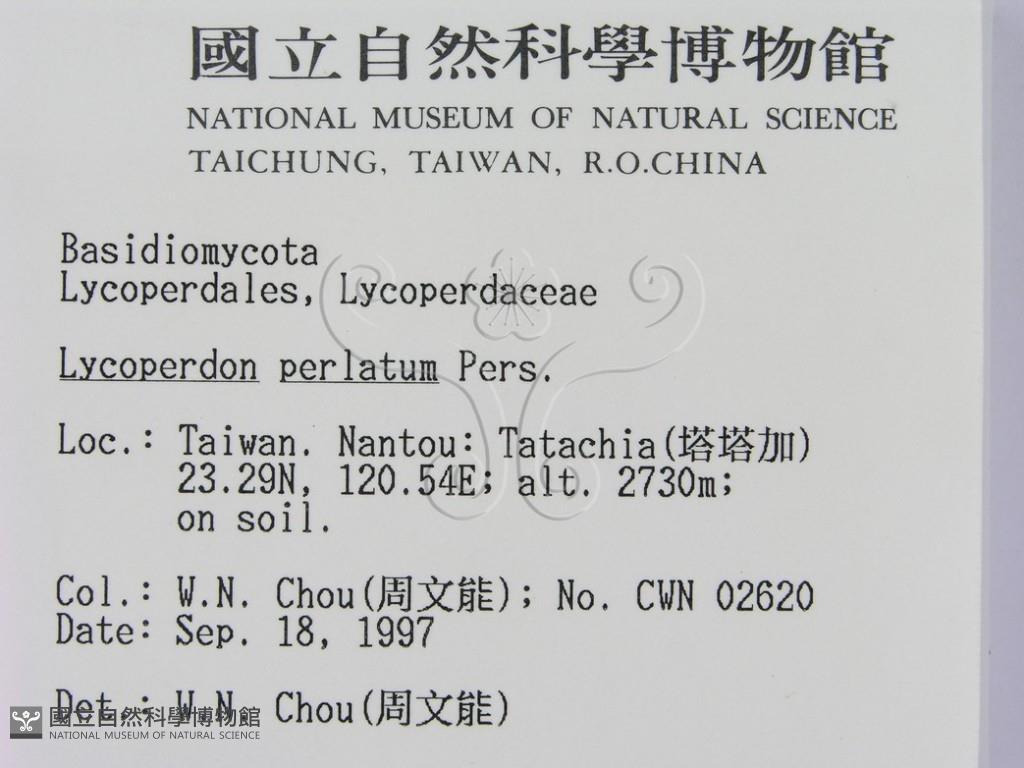 國立自然科學博物館
NATIONAL MUSEUM OF NATURAL SCIENCE
TAICHUNG, TAIWAN, R.O.CHINA
Basidiomycota
Lycoperdales, Lycoperdaceae
Lycoperdon perlatum Pers.
Loc.: Taiwan. Nantou: Tatachia(塔塔加)
23.29N, 120.54E; alt. 2730m;
on soil.
Col.: W.N. Chou(周文能); No. CWN 02620
Date: Sep. 18, 1997
Det.: W.N. Chou(周文能)
國立自然科學博物館
NATIONAL MUSEUM OF NATURAL SCIENCE